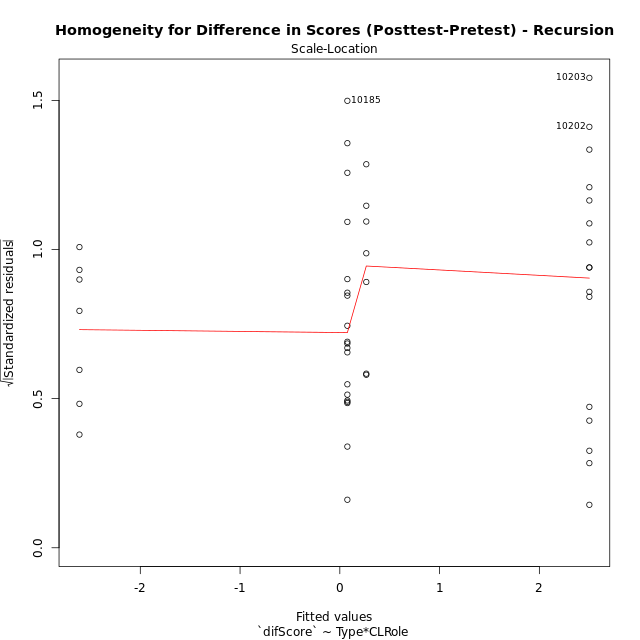 Homogeneity for Difference in Scores (Posttest-Pretest) - Recursion
Scale-Location
10203
10185
10202
1.5
1.0
0.5
0.0
√|Standardized residuals|
-2 -1 0 1 2
Fitted values
`difScore` ~ Type*CLRole